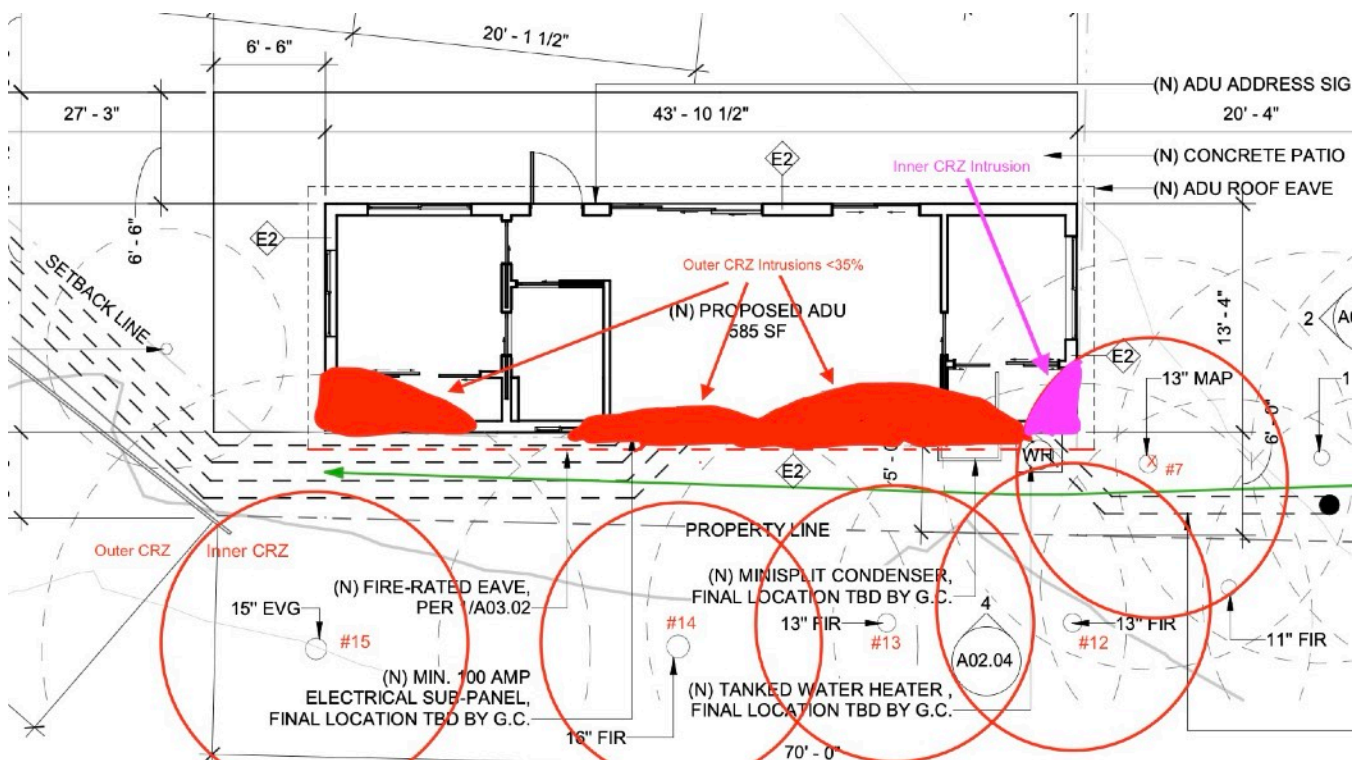 20' - 1 1/2"
6' - 6"
(N) ADU ADDRESS SIG
27' - 3"
43' - 10 1/2"
20' - 4"
E2
(N) CONCRETE PATIO
Inner CRZ Intrusion
(N) ADU ROOF EAVE
6' - 6"
E2
SETBACK LINE
Outer CRZ Intrusions <35%
(N) PROPOSED ADU
585 SF
13' - 4"
2
A0
E2
13" MAP
1
6' - 0"
WH
X #7
E2
5' - 0
PROPERTY LINE
Outer CRZ
Inner CRZ
(N) FIRE-RATED EAVE,
PER 1/A03.02
(N) MINISPLIT CONDENSER,
FINAL LOCATION TBD BY G.C.
15" EVG
#15
#14
13" FIR
#13
4
13" FIR
#12
11" FIR
A02.04
(N) MIN. 100 AMP
ELECTRICAL SUB-PANEL,
FINAL LOCATION TBD BY G.C.
(N) TANKED WATER HEATER ,
FINAL LOCATION TBD BY G.C.
16" FIR
70' - 0"